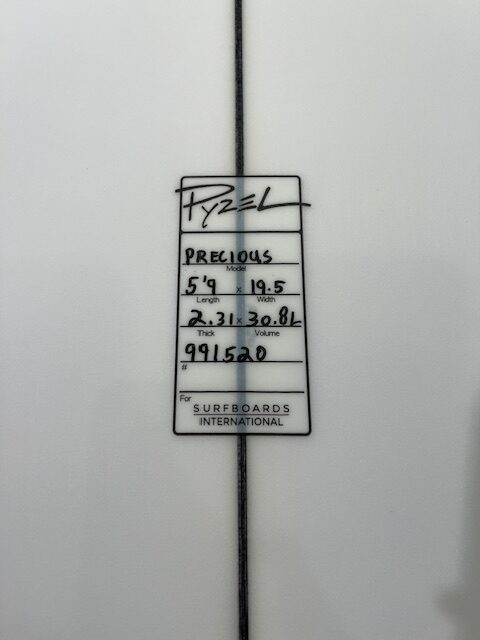 PYZEL
PRECIOUS
Model
5'9 x 19.5
Length Width
2.31 x 30.8L
Thick Volume
991520
#
For
SURFBOARDS
INTERNATIONAL